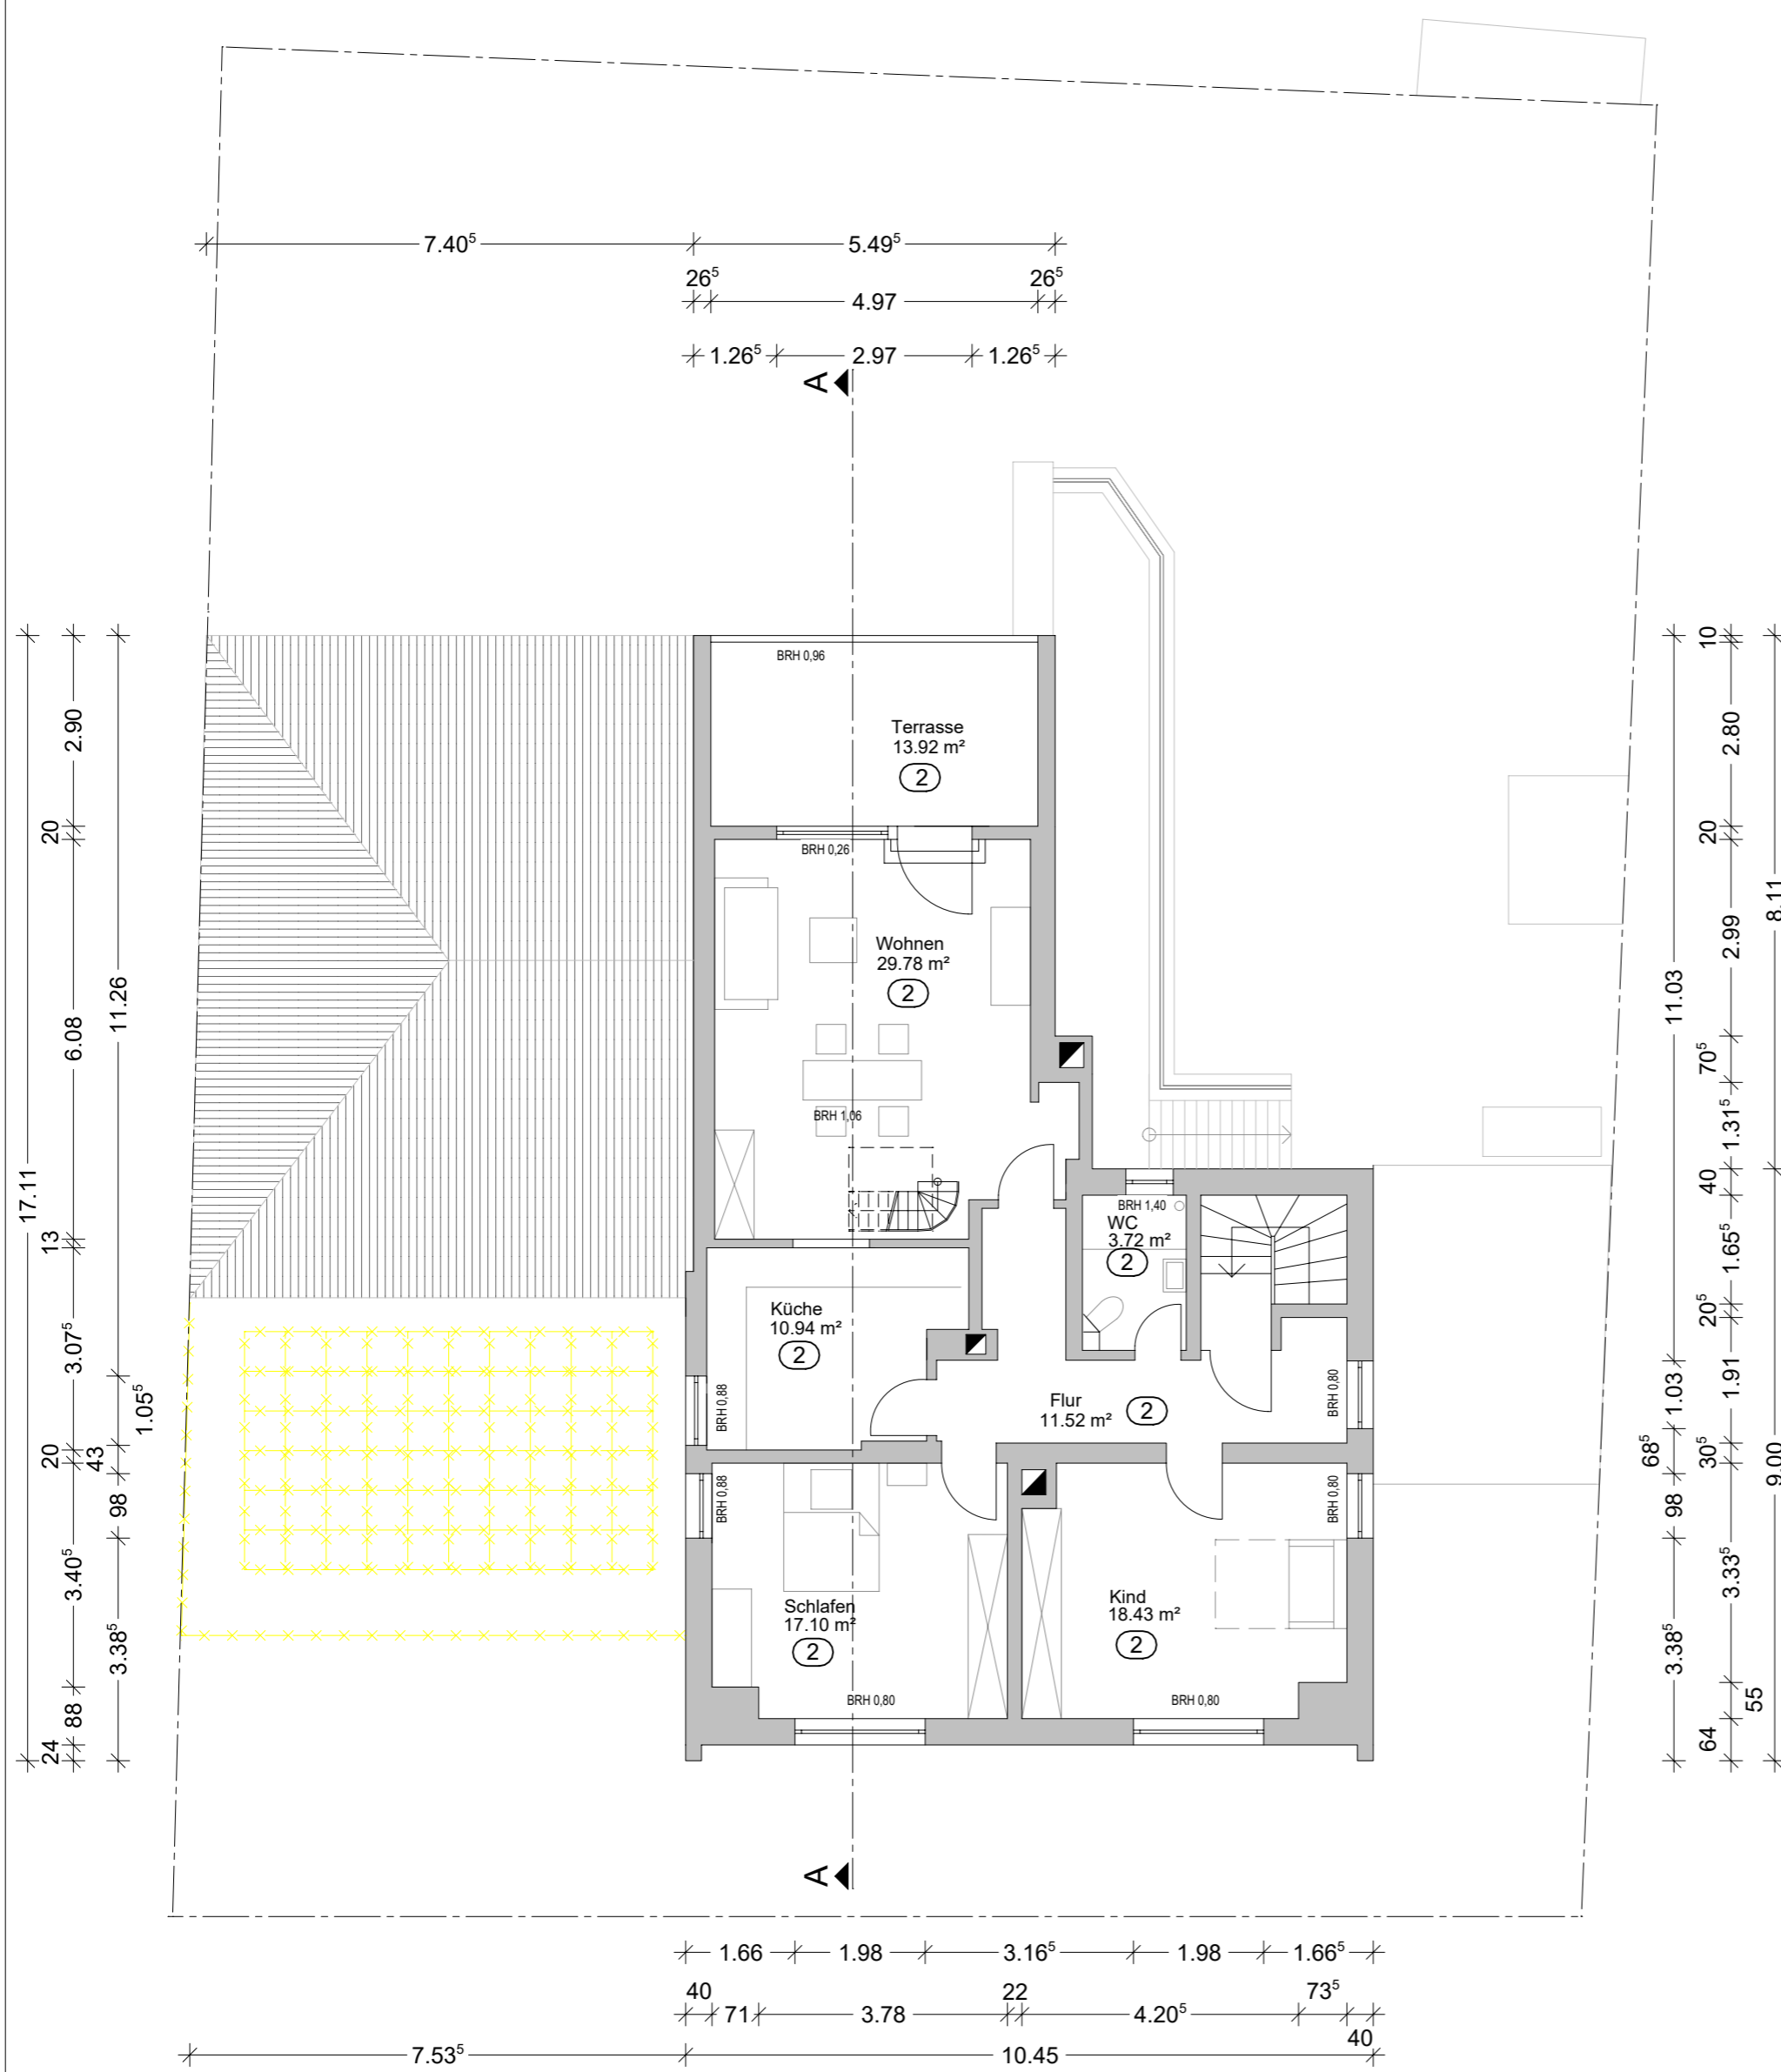 7.40⁵
5.49⁵
26⁵
26⁵
4.97
1.26⁵
2.97
1.26⁵
A
BRH 0,96
Terrasse
13.92 m²
2
BRH 0,26
Wohnen
29.78 m²
2
BRH 1,06
BRH 1,40
WC
3.72 m²
2
Küche
10.94 m²
2
BRH 0,88
Flur
11.52 m²
2
BRH 0,80
BRH 0,88
BRH 0,80
Schlafen
17.10 m²
2
Kind
18.43 m²
2
BRH 0,80
BRH 0,80
A
17.11
2.90
20
6.08
13
3.07⁵
20
3.40⁵
88
24
11.26
1.05⁵
43
98
3.38⁵
11.03
1.03
68⁵
98
3.38⁵
10
2.80
20
2.99
70⁵
1.31⁵
40
1.65⁵
20⁵
1.91
30⁵
3.33⁵
55
64
8.11
9.00
1.66
1.98
3.16⁵
1.98
1.66⁵
40
71
3.78
22
4.20⁵
73⁵
40
7.53⁵
10.45